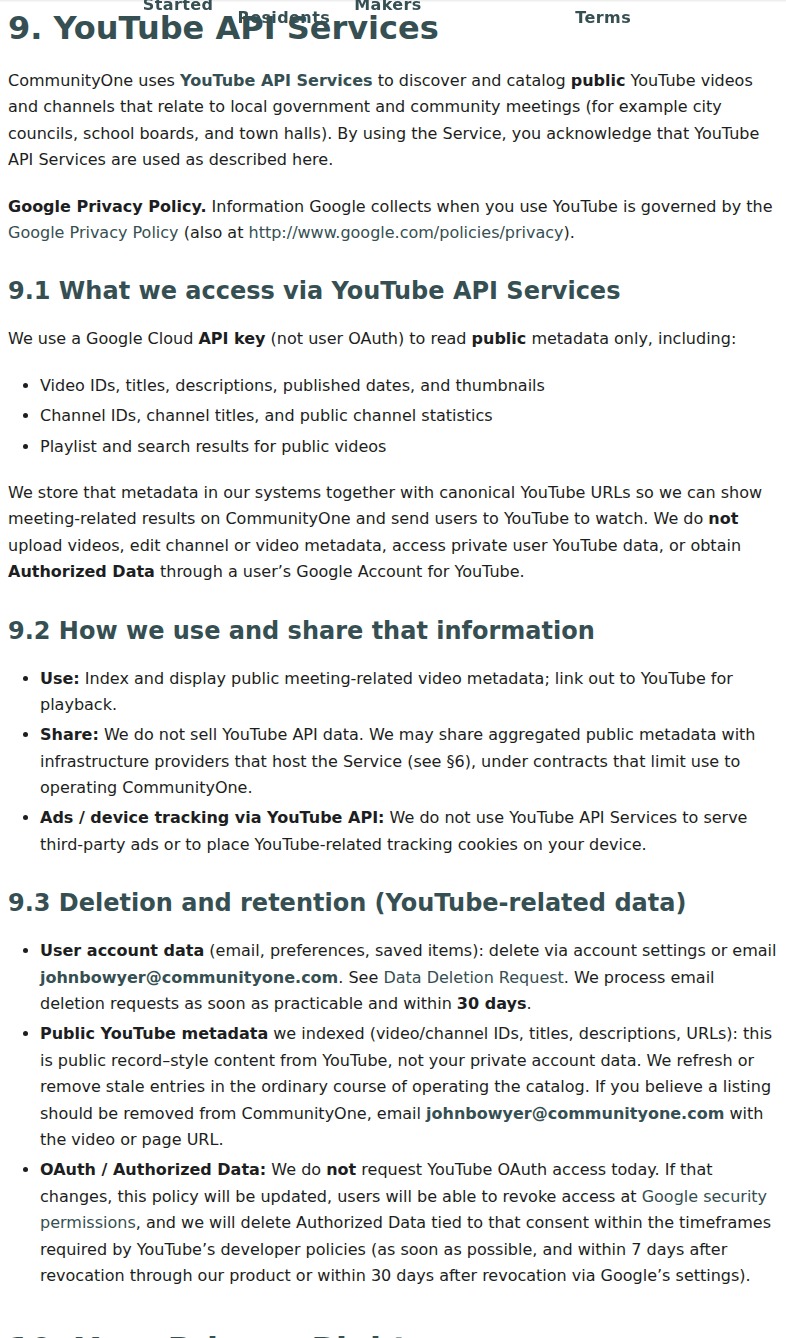 Started
Makers
Residents
Terms
9. YouTube API Services
CommunityOne uses YouTube API Services to discover and catalog public YouTube videos
and channels that relate to local government and community meetings (for example city
councils, school boards, and town halls). By using the Service, you acknowledge that YouTube
API Services are used as described here.
Google Privacy Policy. Information Google collects when you use YouTube is governed by the
Google Privacy Policy (also at http://www.google.com/policies/privacy).
9.1 What we access via YouTube API Services
We use a Google Cloud API key (not user OAuth) to read public metadata only, including:
• Video IDs, titles, descriptions, published dates, and thumbnails
• Channel IDs, channel titles, and public channel statistics
• Playlist and search results for public videos
We store that metadata in our systems together with canonical YouTube URLs so we can show
meeting-related results on CommunityOne and send users to YouTube to watch. We do not
upload videos, edit channel or video metadata, access private user YouTube data, or obtain
Authorized Data through a user’s Google Account for YouTube.
9.2 How we use and share that information
• Use: Index and display public meeting-related video metadata; link out to YouTube for
playback.
• Share: We do not sell YouTube API data. We may share aggregated public metadata with
infrastructure providers that host the Service (see §6), under contracts that limit use to
operating CommunityOne.
• Ads / device tracking via YouTube API: We do not use YouTube API Services to serve
third-party ads or to place YouTube-related tracking cookies on your device.
9.3 Deletion and retention (YouTube-related data)
• User account data (email, preferences, saved items): delete via account settings or email
johnbowyer@communityone.com. See Data Deletion Request. We process email
deletion requests as soon as practicable and within 30 days.
• Public YouTube metadata we indexed (video/channel IDs, titles, descriptions, URLs): this
is public record–style content from YouTube, not your private account data. We refresh or
remove stale entries in the ordinary course of operating the catalog. If you believe a listing
should be removed from CommunityOne, email johnbowyer@communityone.com with
the video or page URL.
• OAuth / Authorized Data: We do not request YouTube OAuth access today. If that
changes, this policy will be updated, users will be able to revoke access at Google security
permissions, and we will delete Authorized Data tied to that consent within the timeframes
required by YouTube’s developer policies (as soon as possible, and within 7 days after
revocation through our product or within 30 days after revocation via Google’s settings).